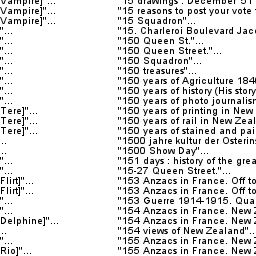 Vampire]"... "15 drawings : December 51
Vampire]"... "15 reasons to post your vote
Vampire]"... "15 Squadron"...
"... "15. Charleroi Boulevard Jac
"... "150 Queen St."...
"... "150 Queen Street."...
"... "150 Squadron"
"... "150 treasures"...
"... "150 years of Agriculture 184
"... "150 years of history (His story
"... "150 years of photo journalism
Tere]"... "150 years of printing in New
Tere]"... "150 years of rail in New Zeal
Tere]"... "150 years of stained and pai
.. "1500 jahre kultur der Osterins
.. "1500 Show Day"...
"... "151 days : history of the grea
.. "15-27 Queen Street."...
Flirt]"... "153 Anzacs in France. Off to
Flirt]"... "153 Anzacs in France. Off to
"... "153 Guerre 1914-1915. Qua
"... "154 Anzacs in France. New Z
Delphine]"... "154 Anzacs in France. New Z
.. "154 views of New Zealand"..
"... "155 Anzacs in France. New Z
Rio]"... "155 Anzacs in France. New Z